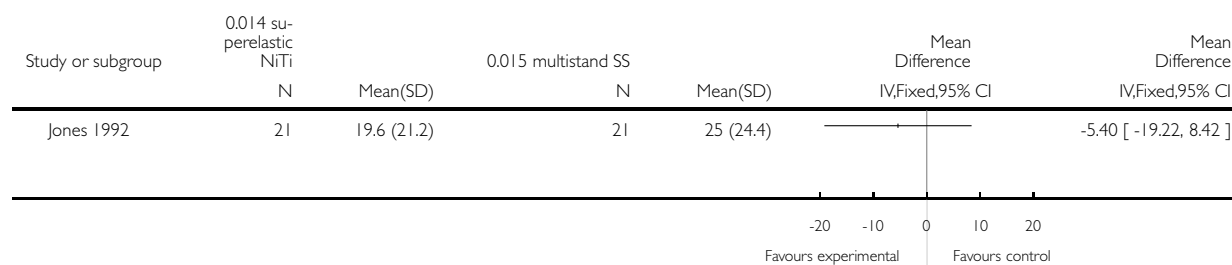 0.014 su-
perelastic
Study or subgroup NiTi 0.015 multistand SS Mean Difference Mean Difference
N Mean(SD) N Mean(SD) IV,Fixed,95% CI IV,Fixed,95% CI
Jones 1992 21 19.6 (21.2) 21 25 (24.4) -5.40 [ -19.22, 8.42 ]
-20 -10 0 10 20
Favours experimental Favours control